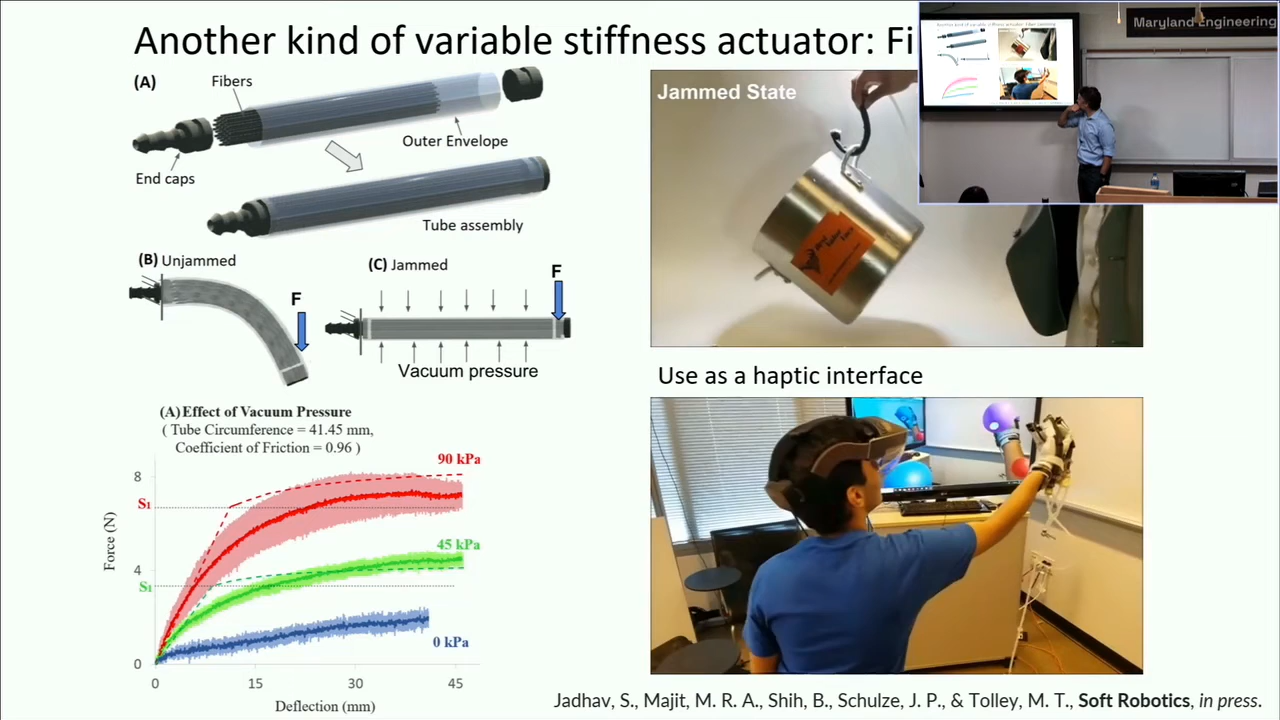 Another kind of variable stiffness actuator: Fi
Maryland Engineering
(A)
Fibers
Outer Envelope
End caps
Tube assembly
(B) Unjammed
(C) Jammed
F
F
Vacuum pressure
Jammed State
Use as a haptic interface
(A) Effect of Vacuum Pressure
( Tube Circumference = 41.45 mm,
Coefficient of Friction = 0.96 )
90 kPa
8
S1
45 kPa
4
S1
0 kPa
0
Force (N)
0 15 30 45
Deflection (mm)
Jadhav, S., Majit, M. R. A., Shih, B., Schulze, J. P., & Tolley, M. T., Soft Robotics, in press.